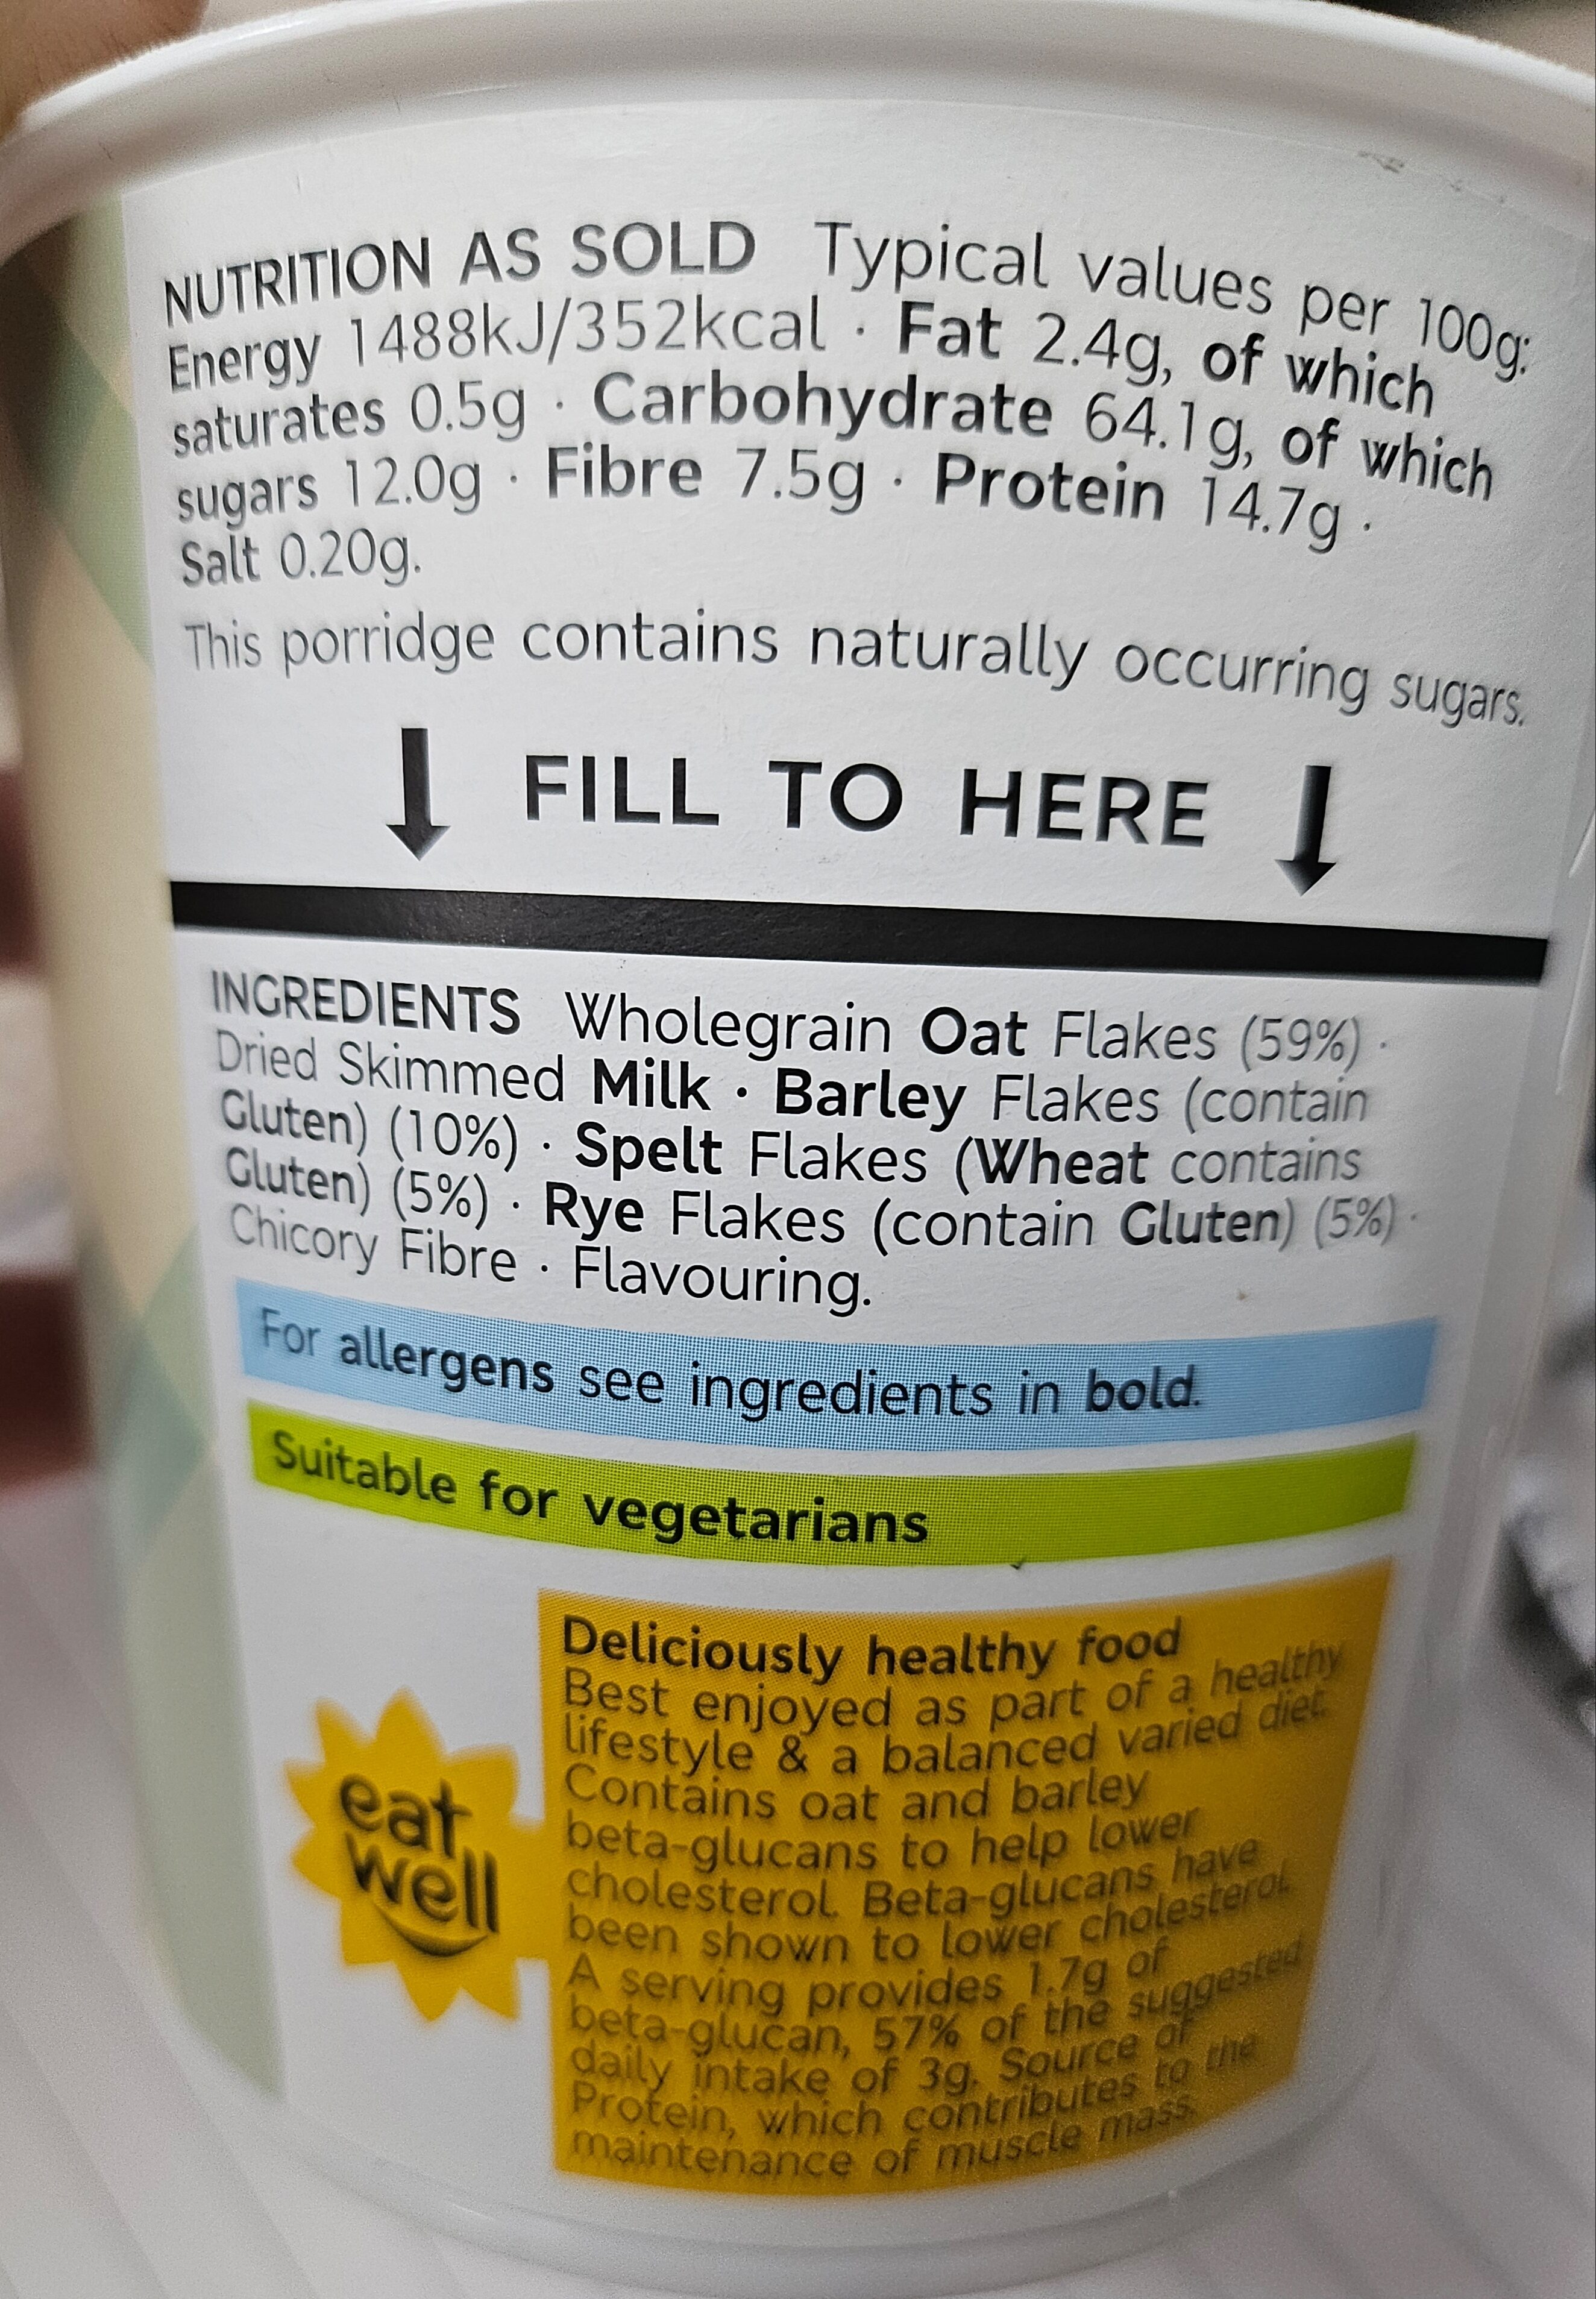 NUTRITION AS SOLD Typical values per 100g:
Energy 1488kJ/352kcal · Fat 2.4g, of which
saturates 0.5g · Carbohydrate 64.1g, of which
sugars 12.0g · Fibre 7.5g · Protein 14.7g ·
Salt 0.20g.
This porridge contains naturally occurring sugars.
FILL TO HERE
INGREDIENTS Wholegrain Oat Flakes (59%) ·
Dried Skimmed Milk · Barley Flakes (contain
Gluten) (10%) · Spelt Flakes (Wheat contains
Gluten) (5%) · Rye Flakes (contain Gluten) (5%) ·
Chicory Fibre · Flavouring.
For allergens see ingredients in bold.
Suitable for vegetarians
eat
well
Deliciously healthy food
Best enjoyed as part of a healthy
lifestyle & a balanced varied diet.
Contains oat and barley
beta-glucans to help lower
cholesterol. Beta-glucans have
been shown to lower cholesterol.
A serving provides 1.7g of
beta-glucan, 57% of the suggested
daily intake of 3g. Source of
Protein, which contributes to the
maintenance of muscle mass.